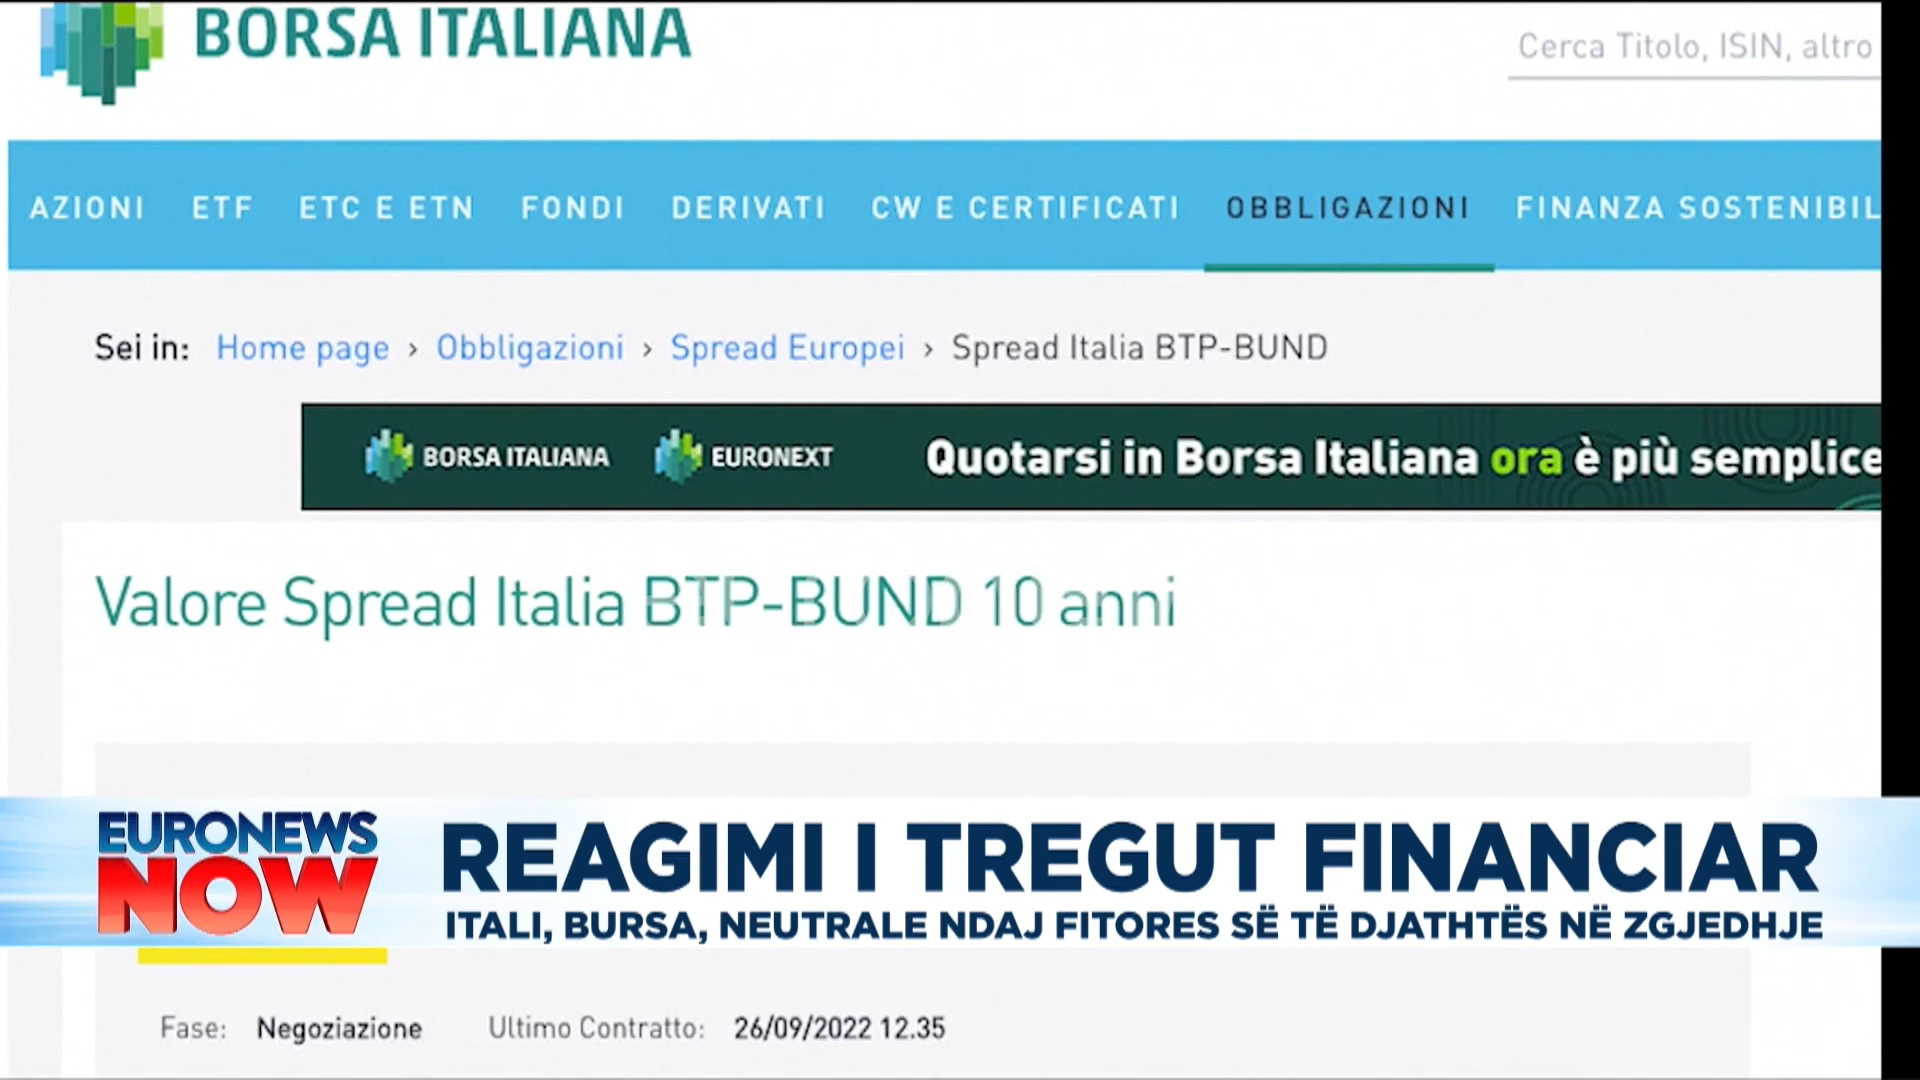 BORSA ITALIANA
Cerca Titolo, ISIN, altro
AZIONI ETF ETC E ETN FONDI DERIVATI CW E CERTIFICATI OBBLIGAZIONI FINANZA SOSTENIBIL
Sei in: Home page › Obbligazioni › Spread Europei › Spread Italia BTP-BUND
BORSA ITALIANA EURONEXT Quotarsi in Borsa Italiana ora è più semplice
Valore Spread Italia BTP-BUND 10 anni
EURONEWS
NOW
REAGIMI I TREGUT FINANCIAR
ITALI, BURSA, NEUTRALE NDAJ FITORES SË TË DJATHTËS NË ZGJEDHJE
Fase: Negoziazione Ultimo Contratto: 26/09/2022 12.35